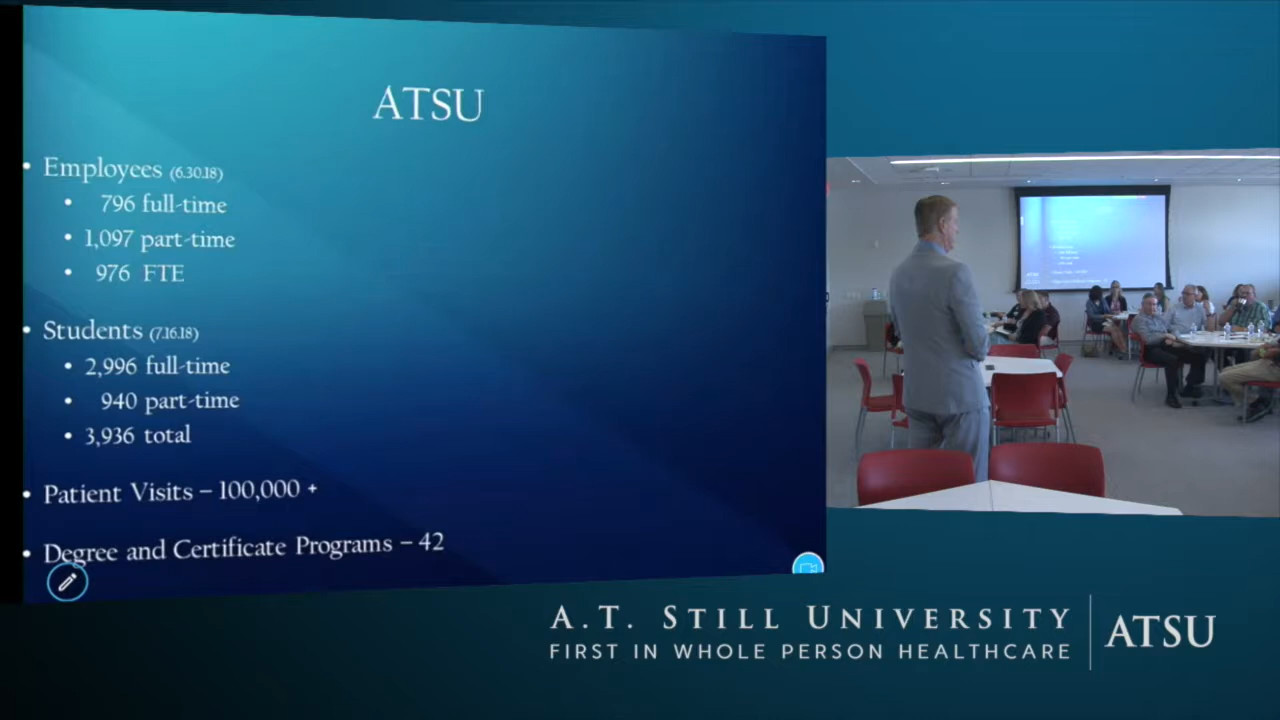 ATSU
• Employees (6.30.18)
• 796 full-time
• 1,097 part-time
• 976 FTE
• Students (7.16.18)
• 2,996 full-time
• 940 part-time
• 3,936 total
• Patient Visits – 100,000 +
• Degree and Certificate Programs – 42
A.T. STILL UNIVERSITY
FIRST IN WHOLE PERSON HEALTHCARE
ATSU